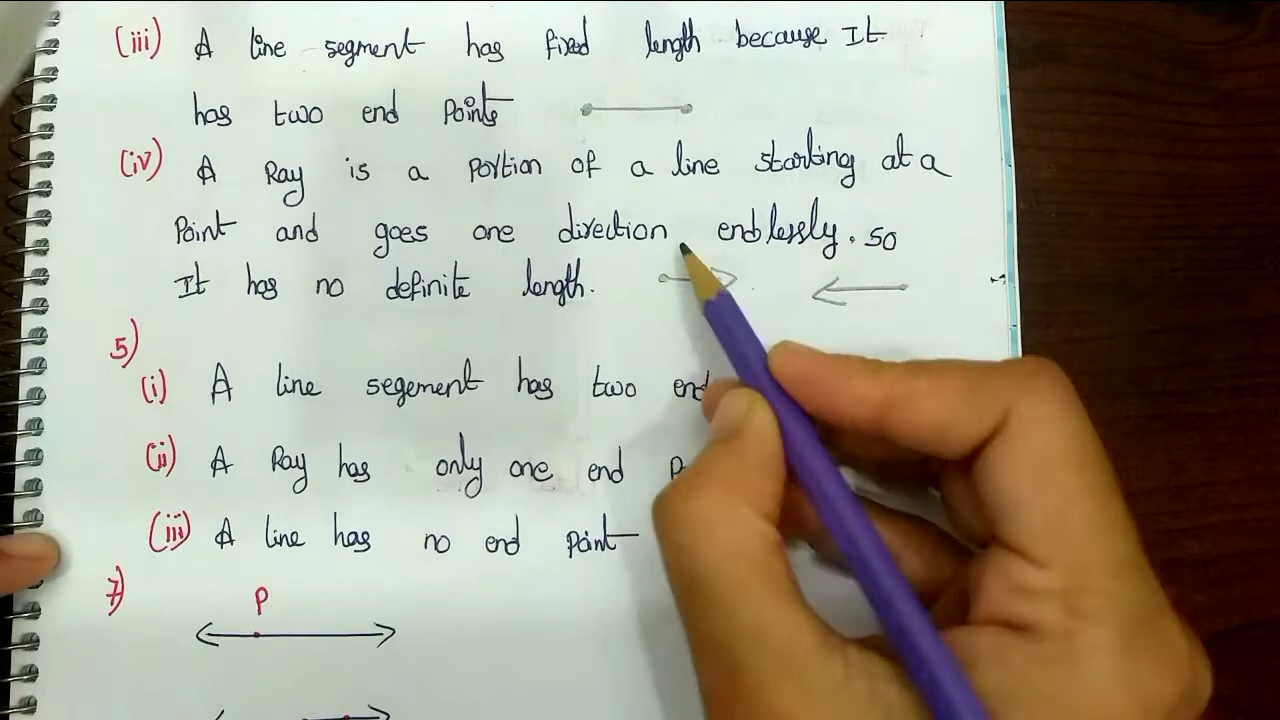 (iii) A line segment has fixed length because It
has two end Points
(iv) A Ray is a Portion of a line starting at a
Point and goes one direction endlessly. so
It has no definite length.
5)
(i) A line segement has two end
(ii) A Ray has only one end P
(iii) A line has no end Point
7)
P